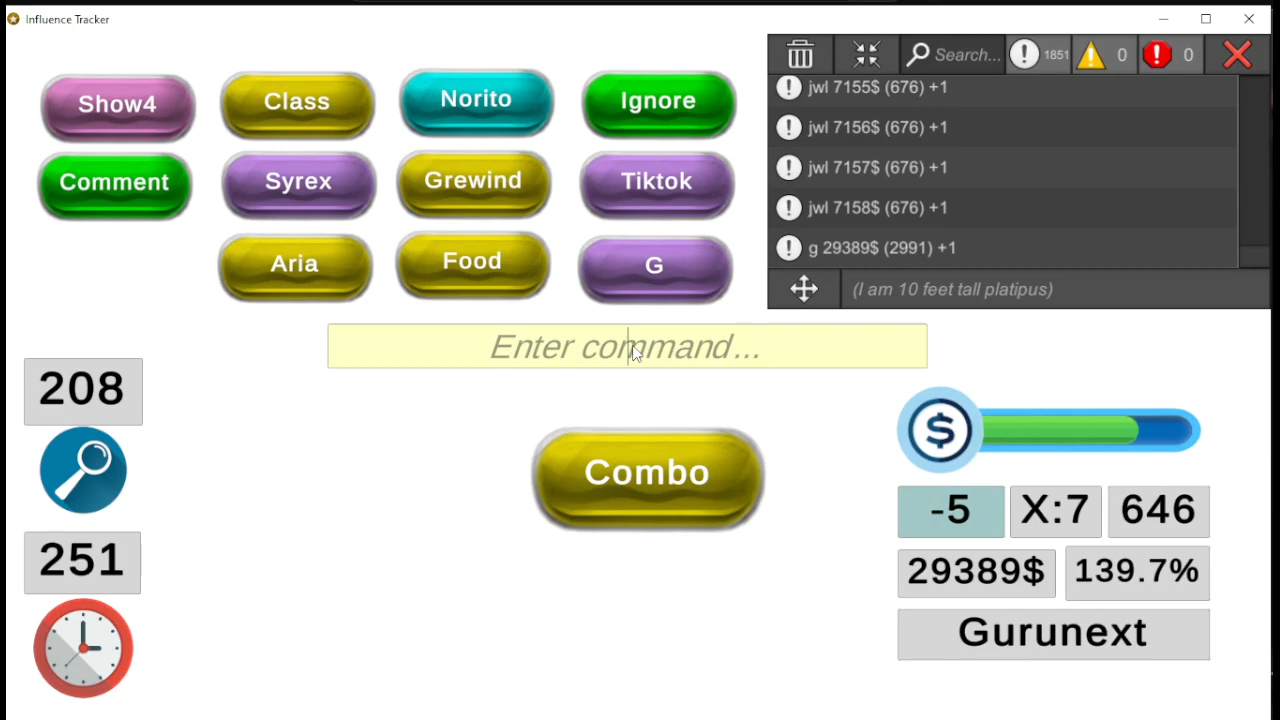 Influence Tracker
Show4
Class
Norito
Ignore
Comment
Syrex
Grewind
Tiktok
Aria
Food
G
Search...
1851
0
0
jwl 7155$ (676) +1
jwl 7156$ (676) +1
jwl 7157$ (676) +1
jwl 7158$ (676) +1
g 29389$ (2991) +1
(I am 10 feet tall platipus)
Enter command...
208
251
Combo
$
-5
X:7
646
29389$
139.7%
Gurunext